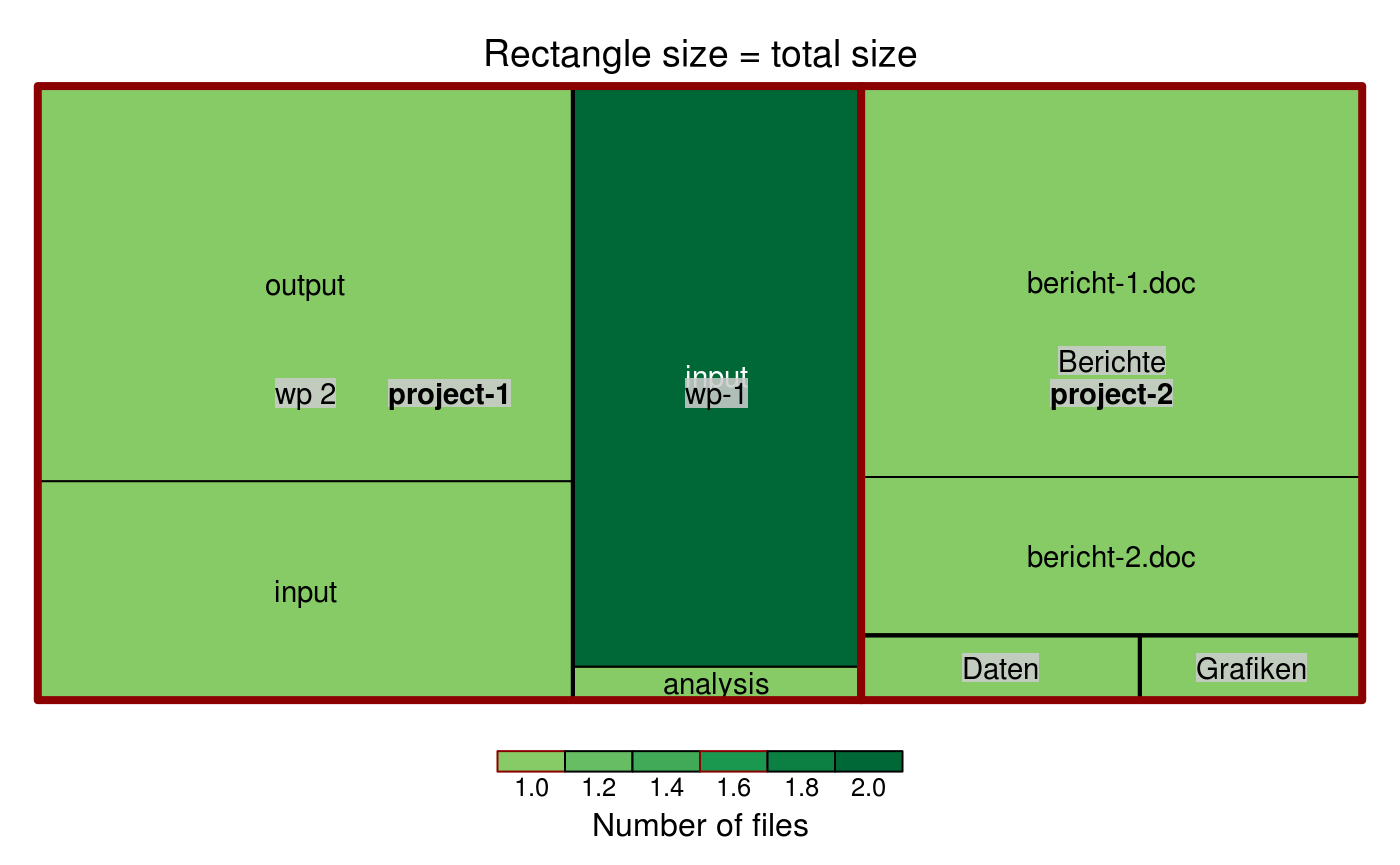 Rectangle size = total size
output
wp 2
project-1
input
input
wp-1
analysis
bericht-1.doc
Berichte
project-2
bericht-2.doc
Daten
Grafiken
1.0 1.2 1.4 1.6 1.8 2.0
Number of files